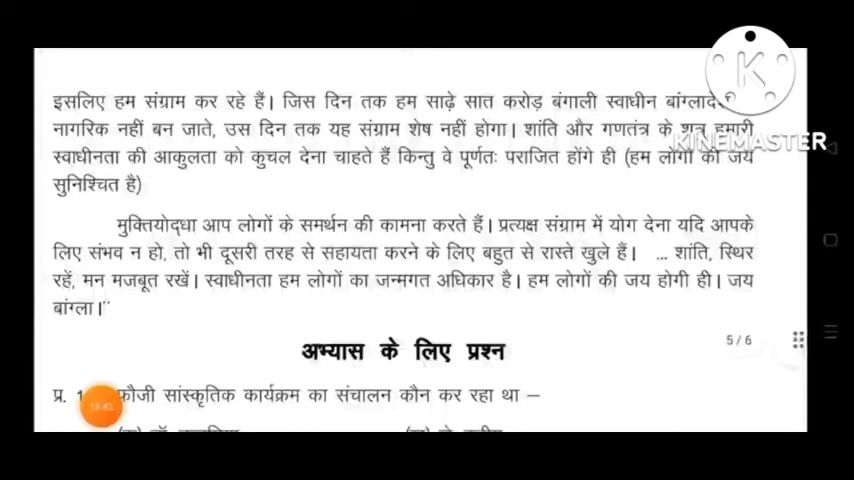 इसलिए हम संग्राम कर रहे हैं। जिस दिन तक हम साढ़े सात करोड़ बंगाली स्वाधीन
नागरिक नहीं बन जाते, उस दिन तक यह संग्राम शेष नहीं होगा। शांति और गणतंत्र के शत्रु हमारी
स्वाधीनता की आकुलता को कुचल देना चाहते हैं किन्तु वे पूर्णतः पराजित होंगे ही (हम लोगों की जय
सुनिश्चित है)
K
KINEMASTER
मुक्तियोद्धा आप लोगों के समर्थन की कामना करते हैं। प्रत्यक्ष संग्राम में योग देना यदि आपके
लिए संभव न हो, तो भी दूसरी तरह से सहायता करने के लिए बहुत से रास्ते खुले हैं। ... शांति, स्थिर
रहें, मन मजबूत रखें। स्वाधीनता हम लोगों का जन्मगत अधिकार है। हम लोगों की जय होगी ही। जय
बांग्ला।"
5/6
अभ्यास के लिए प्रश्न
प्र. 1 फौजी सांस्कृतिक कार्यक्रम का संचालन कौन कर रहा था –